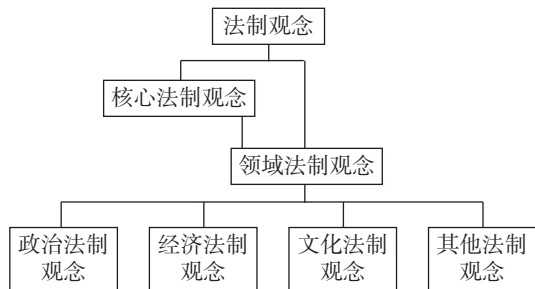 法制观念
核心法制观念
领域法制观念
政治法制
观念
经济法制
观念
文化法制
观念
其他法制
观念